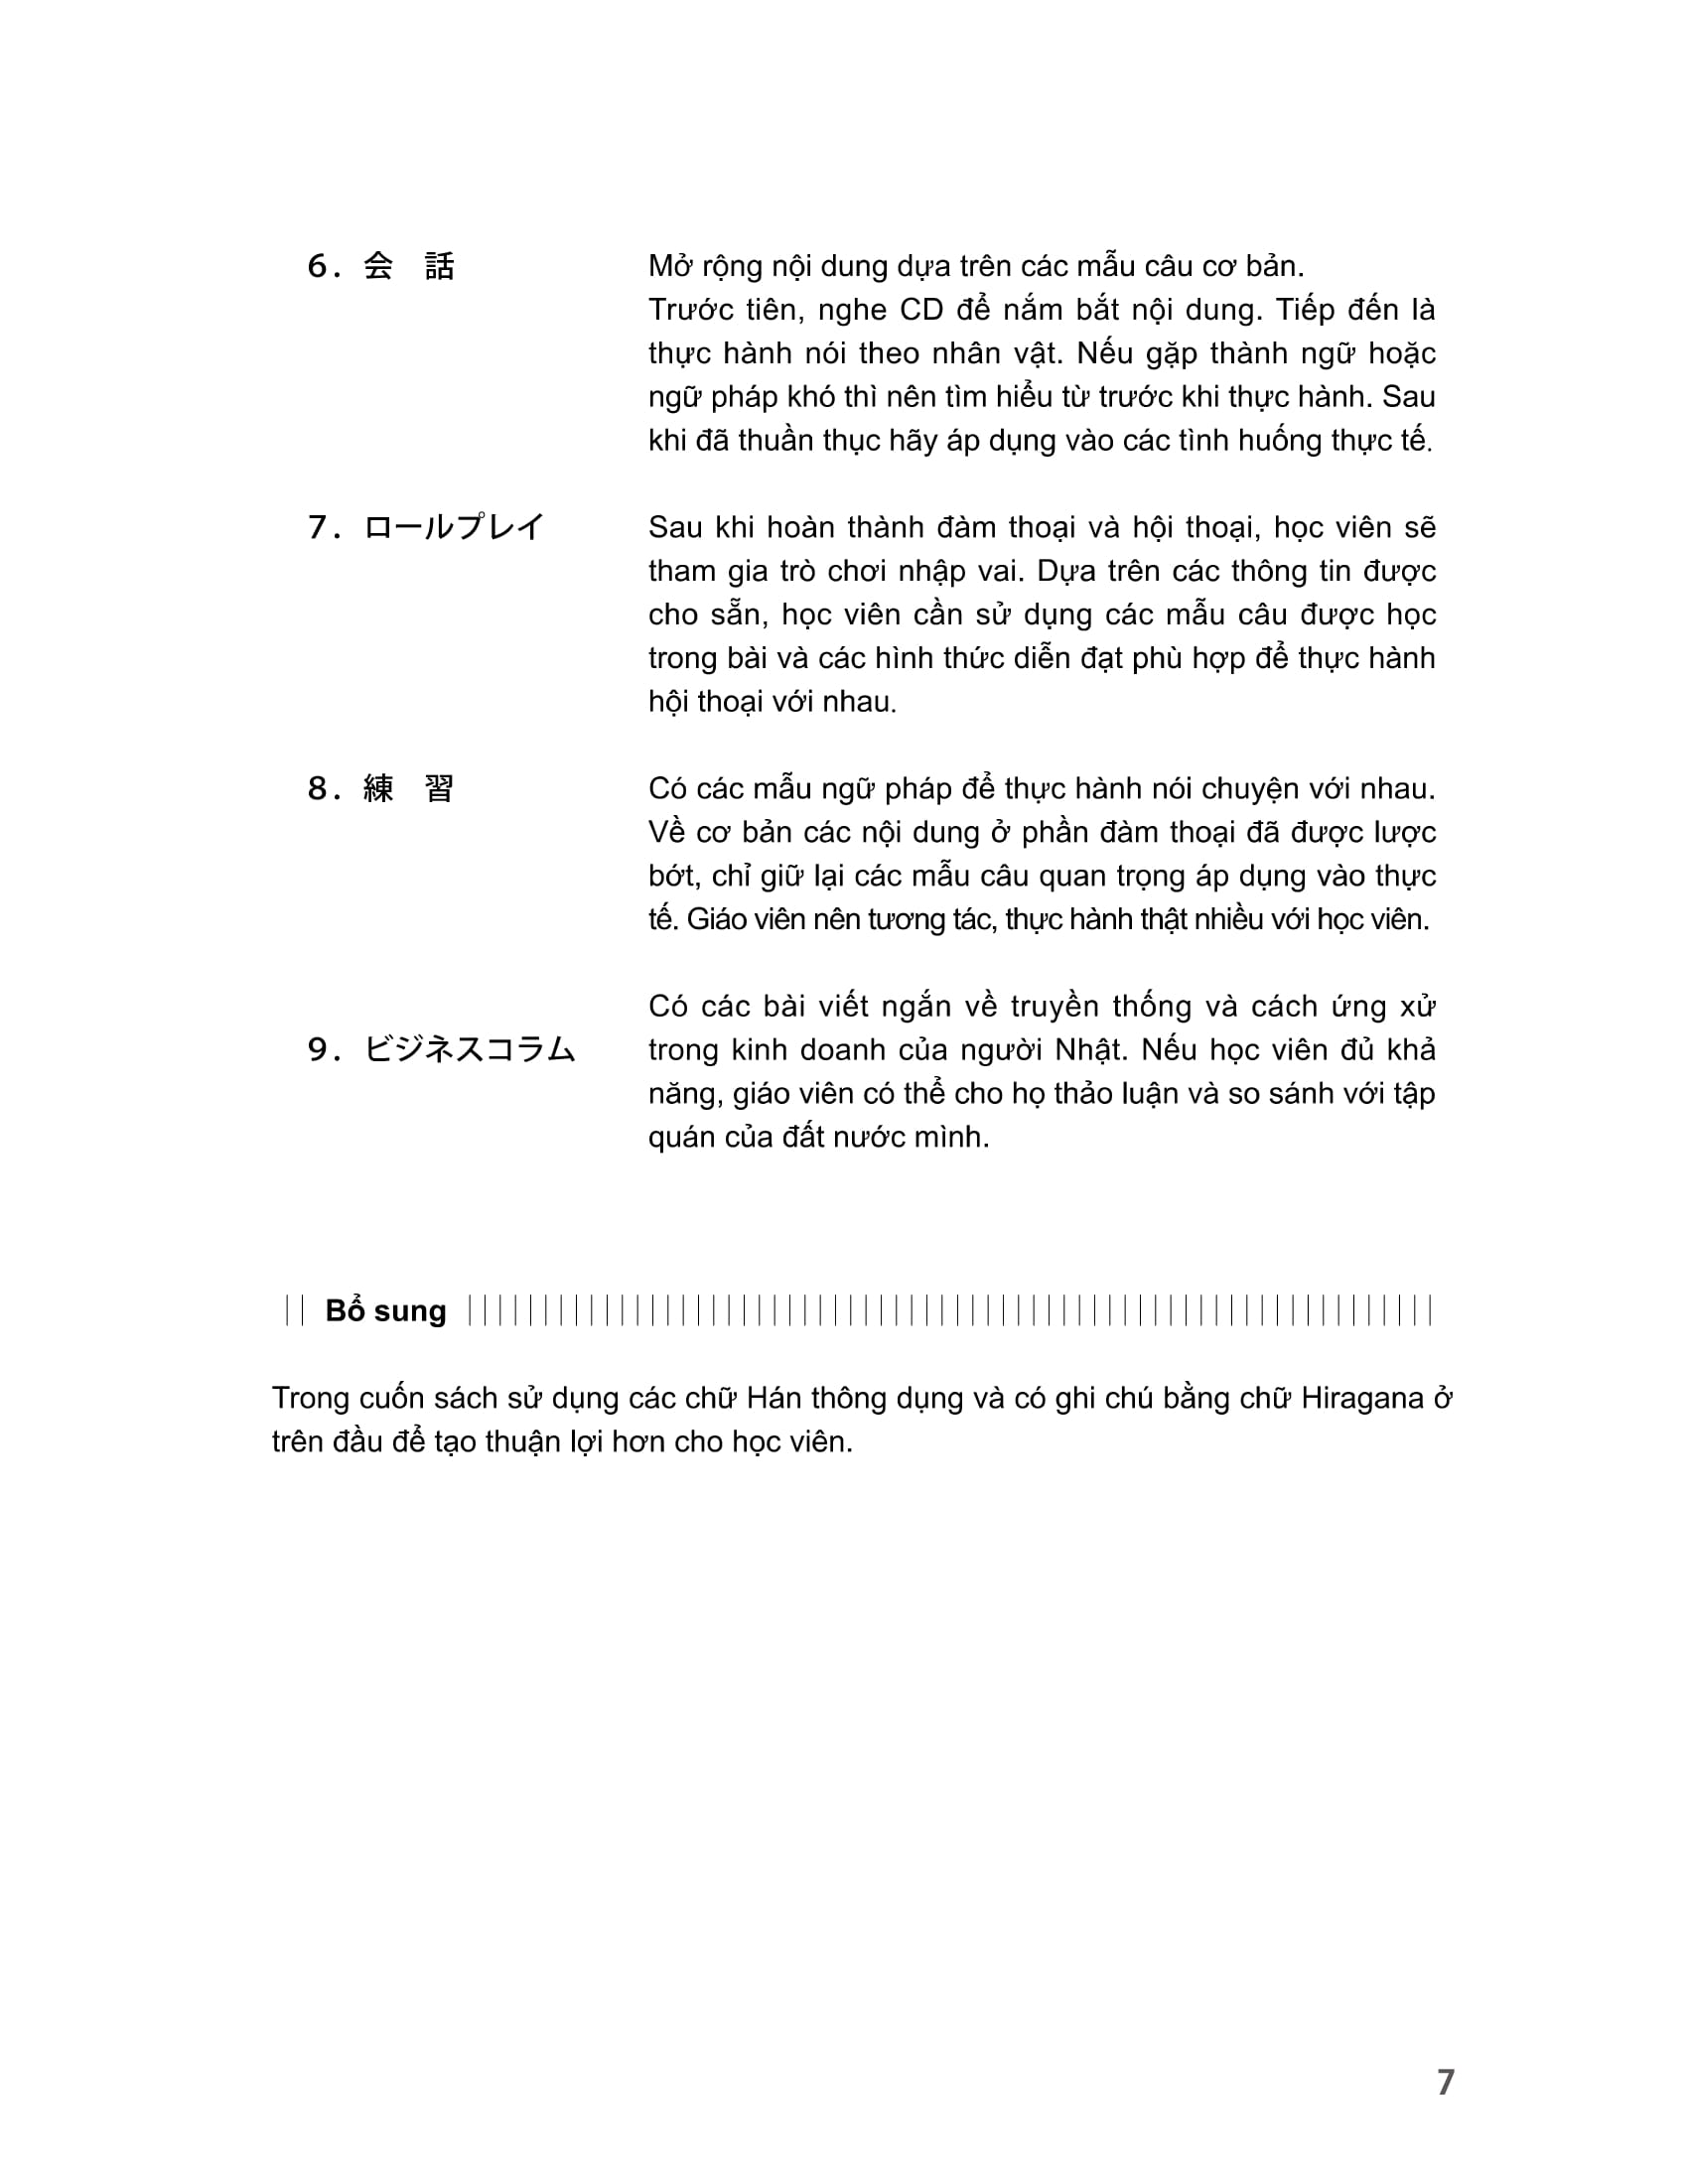 6．会　話
Mở rộng nội dung dựa trên các mẫu câu cơ bản.
Trước tiên, nghe CD để nắm bắt nội dung. Tiếp đến là
thực hành nói theo nhân vật. Nếu gặp thành ngữ hoặc
ngữ pháp khó thì nên tìm hiểu từ trước khi thực hành. Sau
khi đã thuần thục hãy áp dụng vào các tình huống thực tế.
7．ロールプレイ
Sau khi hoàn thành đàm thoại và hội thoại, học viên sẽ
tham gia trò chơi nhập vai. Dựa trên các thông tin được
cho sẵn, học viên cần sử dụng các mẫu câu được học
trong bài và các hình thức diễn đạt phù hợp để thực hành
hội thoại với nhau.
8．練　習
Có các mẫu ngữ pháp để thực hành nói chuyện với nhau.
Về cơ bản các nội dung ở phần đàm thoại đã được lược
bớt, chỉ giữ lại các mẫu câu quan trọng áp dụng vào thực
tế. Giáo viên nên tương tác, thực hành thật nhiều với học viên.
9．ビジネスコラム
Có các bài viết ngắn về truyền thống và cách ứng xử
trong kinh doanh của người Nhật. Nếu học viên đủ khả
năng, giáo viên có thể cho họ thảo luận và so sánh với tập
quán của đất nước mình.
Bổ sung
Trong cuốn sách sử dụng các chữ Hán thông dụng và có ghi chú bằng chữ Hiragana ở
trên đầu để tạo thuận lợi hơn cho học viên.
7